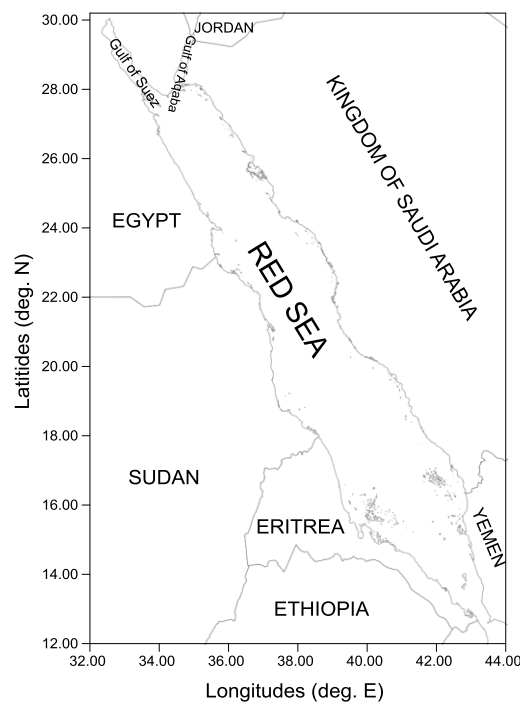 30.00
JORDAN
Gulf of Suez
Gulf of Aqaba
28.00
KINGDOM OF SAUDI ARABIA
26.00
EGYPT
24.00
RED SEA
22.00
Latitides (deg. N)
20.00
18.00
SUDAN
16.00
ERITREA
YEMEN
14.00
ETHIOPIA
12.00
32.00 34.00 36.00 38.00 40.00 42.00 44.00
Longitudes (deg. E)